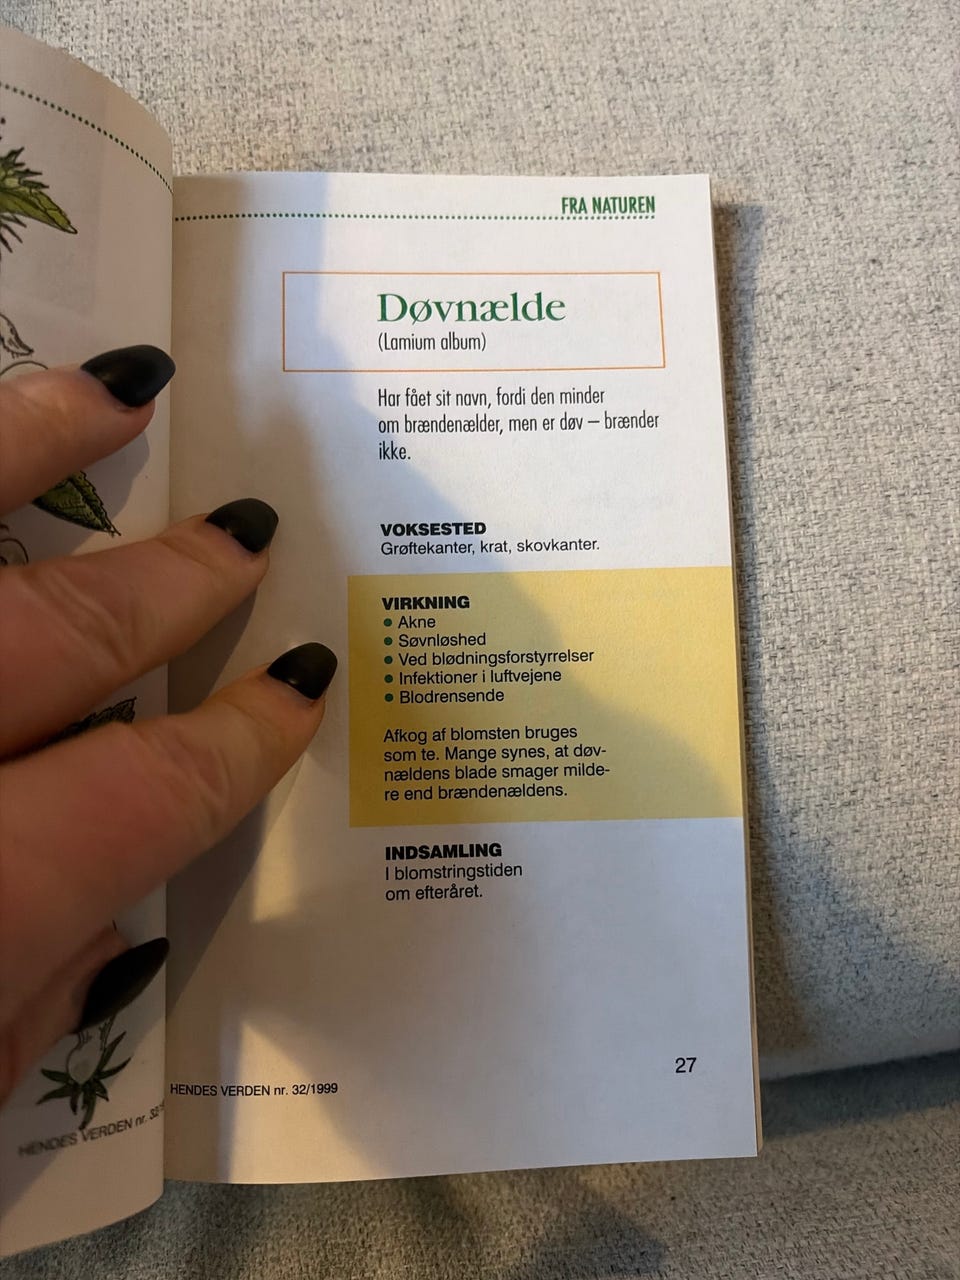 FRA NATUREN
Døvnælde
(Lamium album)
Har fået sit navn, fordi den minder
om brændenælder, men er døv – brænder
ikke.
VOKSESTED
Grøftekanter, krat, skovkanter.
VIRKNING
• Akne
• Søvnløshed
• Ved blødningsforstyrrelser
• Infektioner i luftvejene
• Blodrensende
Afkog af blomsten bruges
som te. Mange synes, at døv-
nældens blade smager milde-
re end brændenældens.
INDSAMLING
I blomstringstiden
om efteråret.
27
HENDES VERDEN nr. 32/1999
HENDES VERDEN nr.